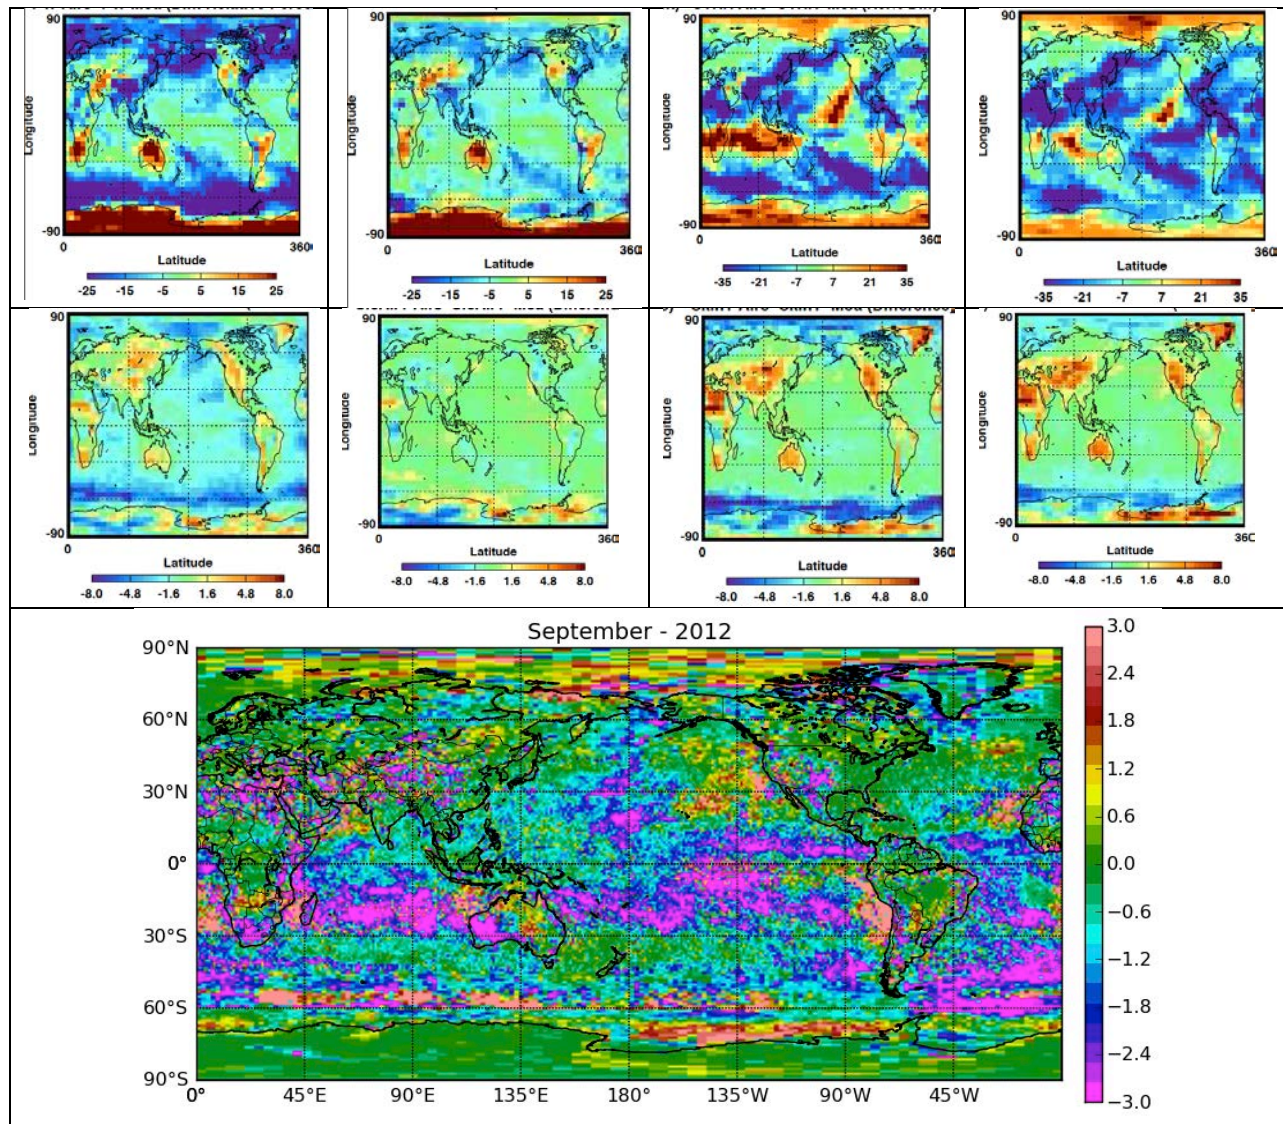 90
90
90
90
Longitude
Longitude
Longitude
Longitude
-90
-90
-90
-90
0 360
0 360
0 360
0 360
Latitude
Latitude
Latitude
Latitude
-25 -15 -5 5 15 25
-25 -15 -5 5 15 25
-35 -21 -7 7 21 35
-35 -21 -7 7 21 35
90
90
90
90
Longitude
Longitude
Longitude
Longitude
-90
-90
-90
-90
0 360
0 360
0 360
0 360
Latitude
Latitude
Latitude
Latitude
-8.0 -4.8 -1.6 1.6 4.8 8.0
-8.0 -4.8 -1.6 1.6 4.8 8.0
-8.0 -4.8 -1.6 1.6 4.8 8.0
-8.0 -4.8 -1.6 1.6 4.8 8.0
September - 2012
90°N
60°N
30°N
0°
30°S
60°S
90°S
0° 45°E 90°E 135°E 180° 135°W 90°W 45°W
3.0
2.4
1.8
1.2
0.6
0.0
−0.6
−1.2
−1.8
−2.4
−3.0